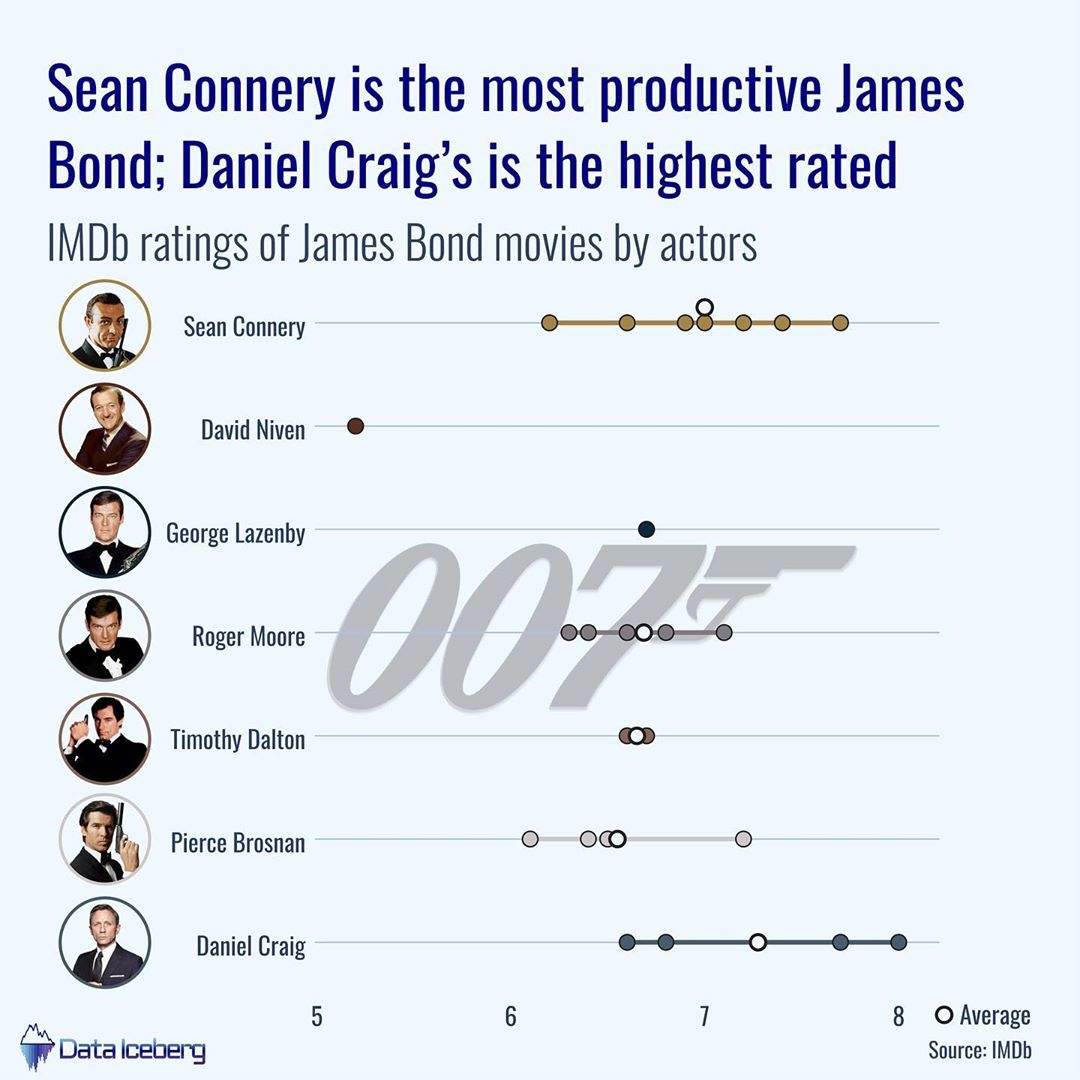 Sean Connery is the most productive James
Bond; Daniel Craig’s is the highest rated
IMDb ratings of James Bond movies by actors
Sean Connery
David Niven
George Lazenby
007
Roger Moore
Timothy Dalton
Pierce Brosnan
Daniel Craig
5 6 7 8
Average
Source: IMDb
Data Iceberg